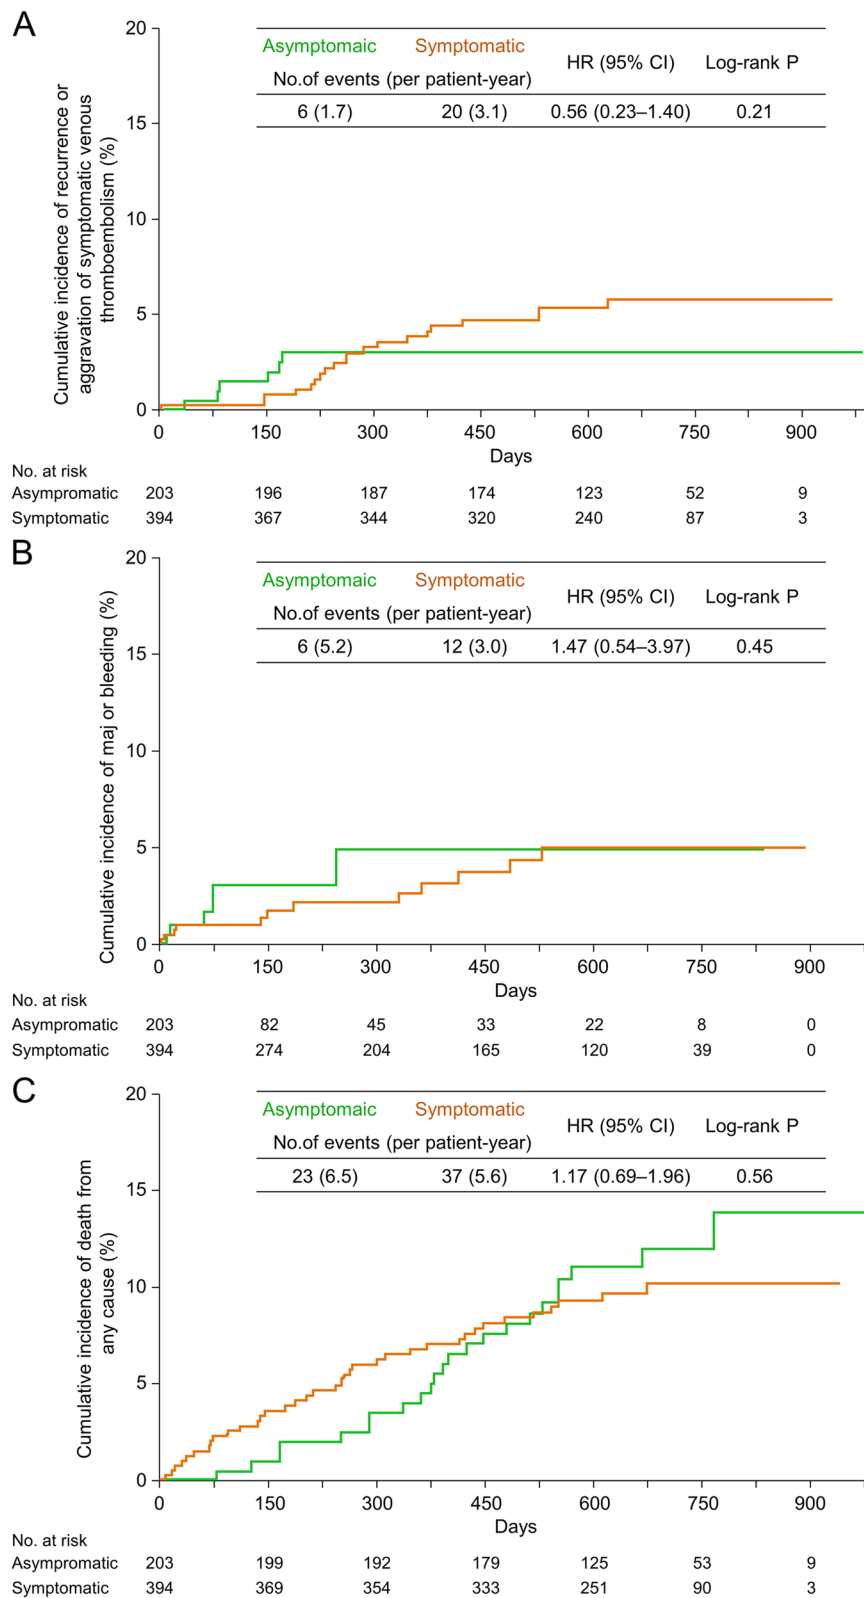 A
20
15
10
5
0
Cumulative incidence of recurrence or
aggravation of symptomatic venous
thromboembolism (%)
Asymptomaic Symptomatic HR (95% CI) Log-rank P
No.of events (per patient-year)
6 (1.7) 20 (3.1) 0.56 (0.23–1.40) 0.21
0 150 300 450 600 750 900
Days
No. at risk
Asympromatic 203 196 187 174 123 52 9
Symptomatic 394 367 344 320 240 87 3
B
20
15
10
5
0
Cumulative incidence of maj or bleeding (%)
Asymptomaic Symptomatic HR (95% CI) Log-rank P
No.of events (per patient-year)
6 (5.2) 12 (3.0) 1.47 (0.54–3.97) 0.45
0 150 300 450 600 750 900
Days
No. at risk
Asympromatic 203 82 45 33 22 8 0
Symptomatic 394 274 204 165 120 39 0
C
20
15
10
5
0
Cumulative incidence of death from
any cause (%)
Asymptomaic Symptomatic HR (95% CI) Log-rank P
No.of events (per patient-year)
23 (6.5) 37 (5.6) 1.17 (0.69–1.96) 0.56
0 150 300 450 600 750 900
Days
No. at risk
Asympromatic 203 199 192 179 125 53 9
Symptomatic 394 369 354 333 251 90 3